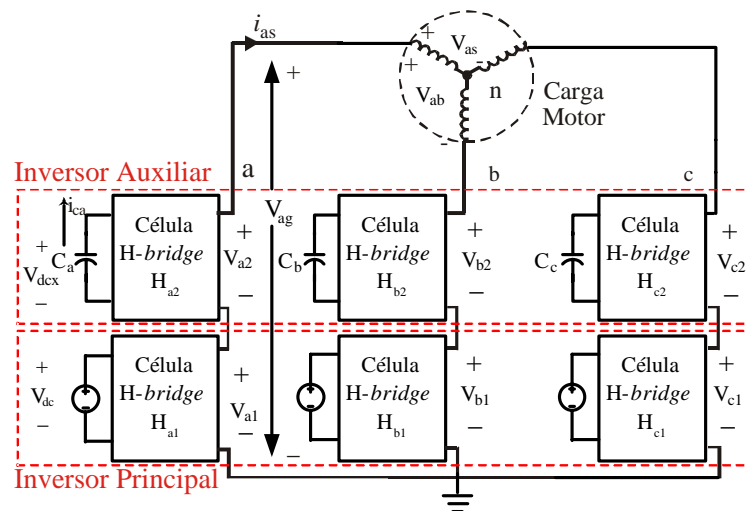 i_as
+ V_as -
+ V_ab -
n
Carga
Motor
Inversor Auxiliar
a
b
c
i_ca
+ V_dcx −
C_a
Célula
H-bridge
H_a2
+ V_a2 −
+ V_ag −
C_b
Célula
H-bridge
H_b2
+ V_b2 −
C_c
Célula
H-bridge
H_c2
+ V_c2 −
+ V_dc −
Célula
H-bridge
H_a1
+ V_a1 −
Célula
H-bridge
H_b1
+ V_b1 −
Célula
H-bridge
H_c1
+ V_c1 −
Inversor Principal